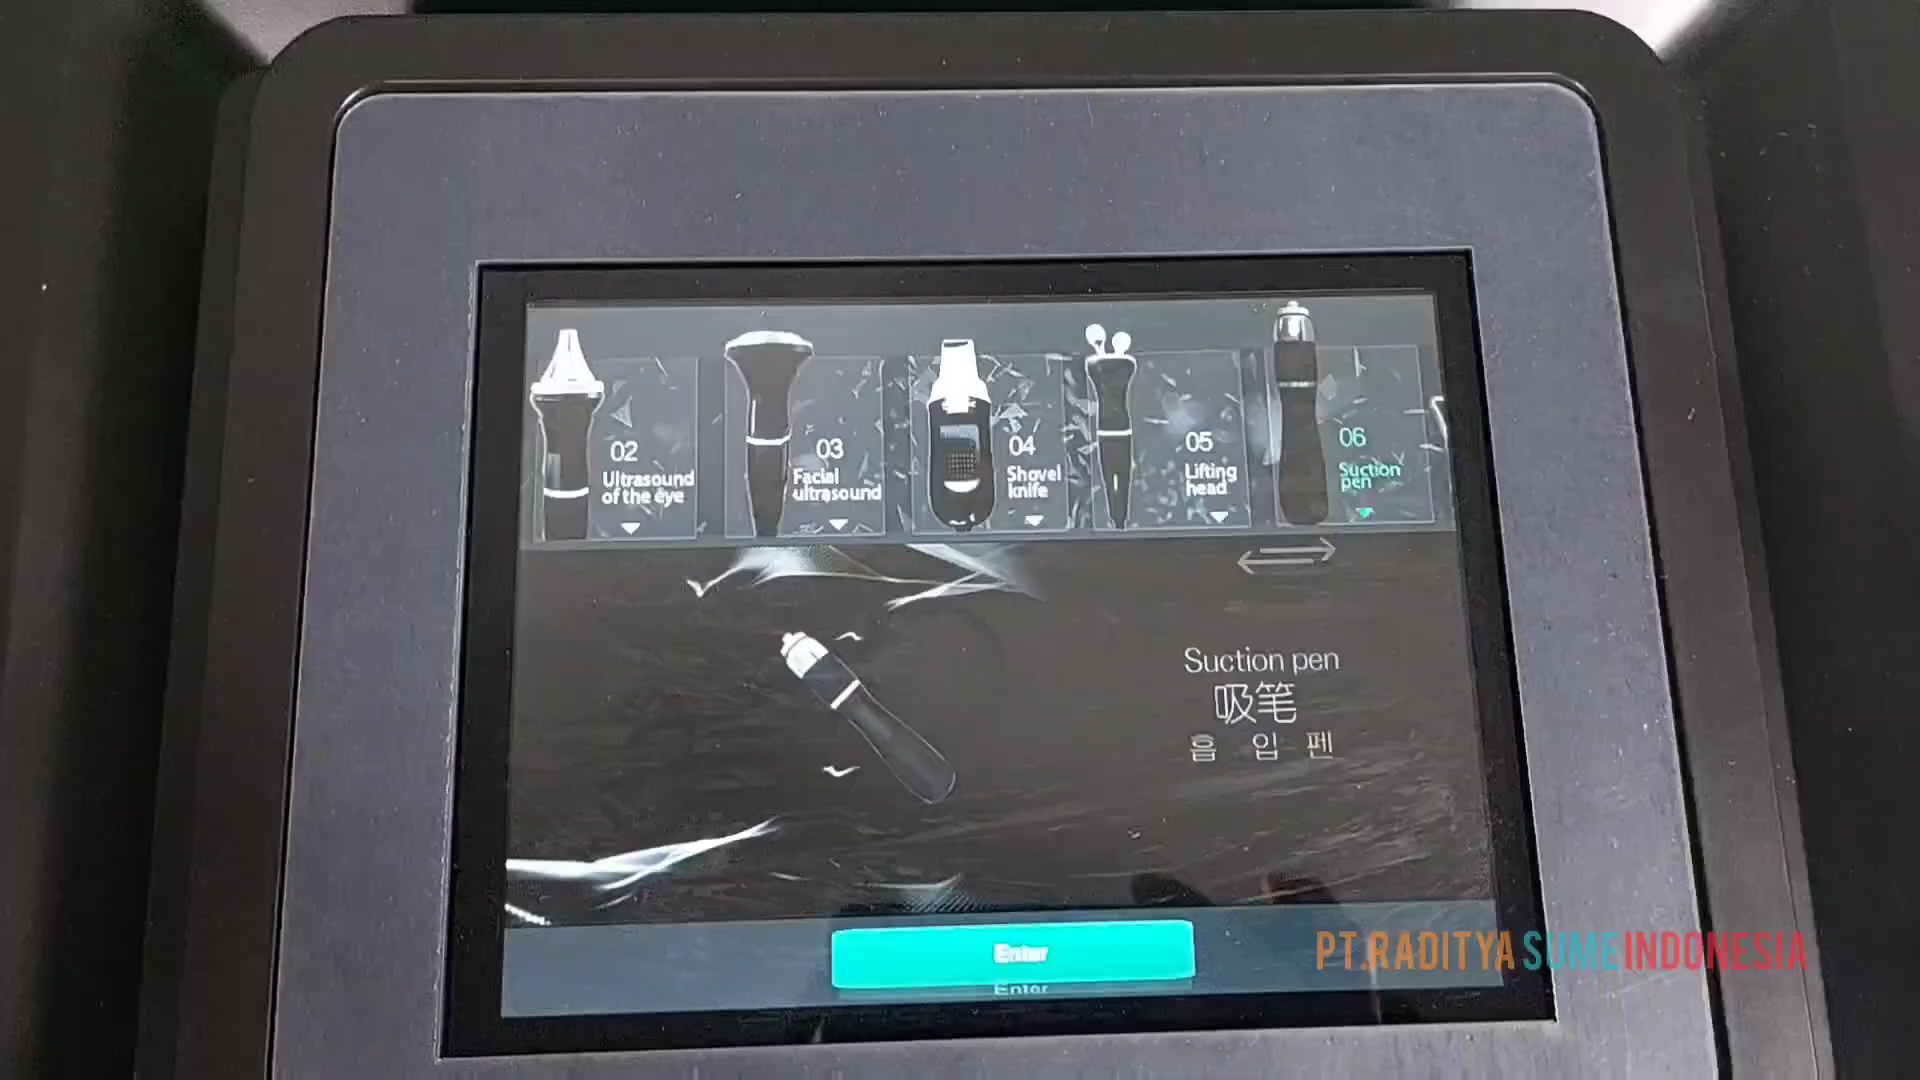 02
Ultrasound
of the eye
03
Facial
ultrasound
04
Shovel
knife
05
Lifting
head
06
Suction
pen
Suction pen
吸笔
흡 입 펜
Enter
Enter
PT.RADITYA SUME INDONESIA